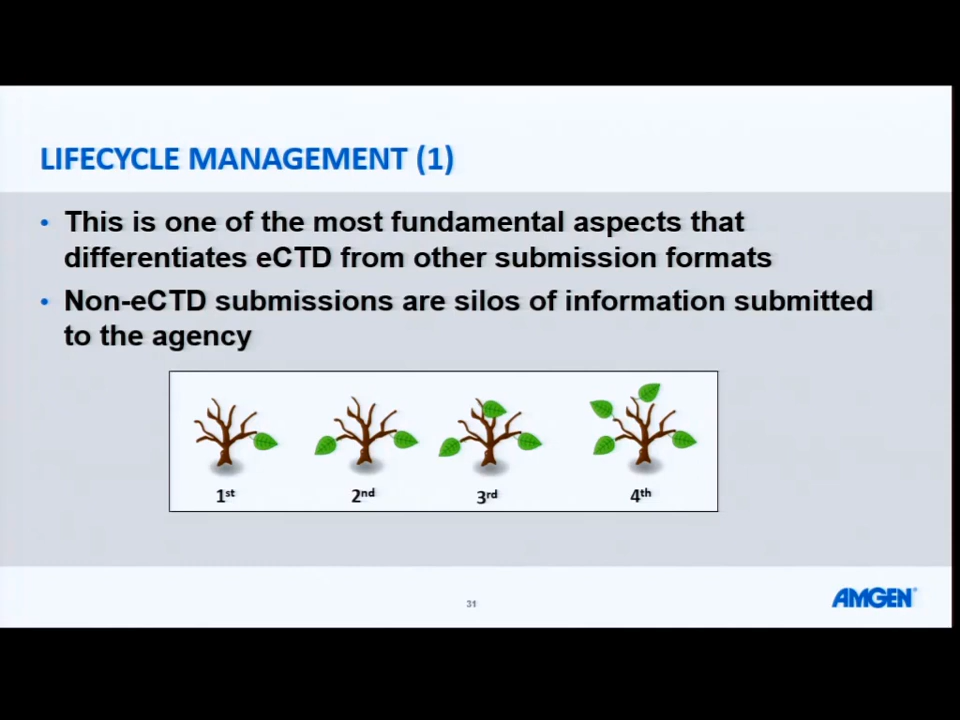 LIFECYCLE MANAGEMENT (1)
• This is one of the most fundamental aspects that
differentiates eCTD from other submission formats
• Non-eCTD submissions are silos of information submitted
to the agency
1st 2nd 3rd 4th
31
AMGEN®